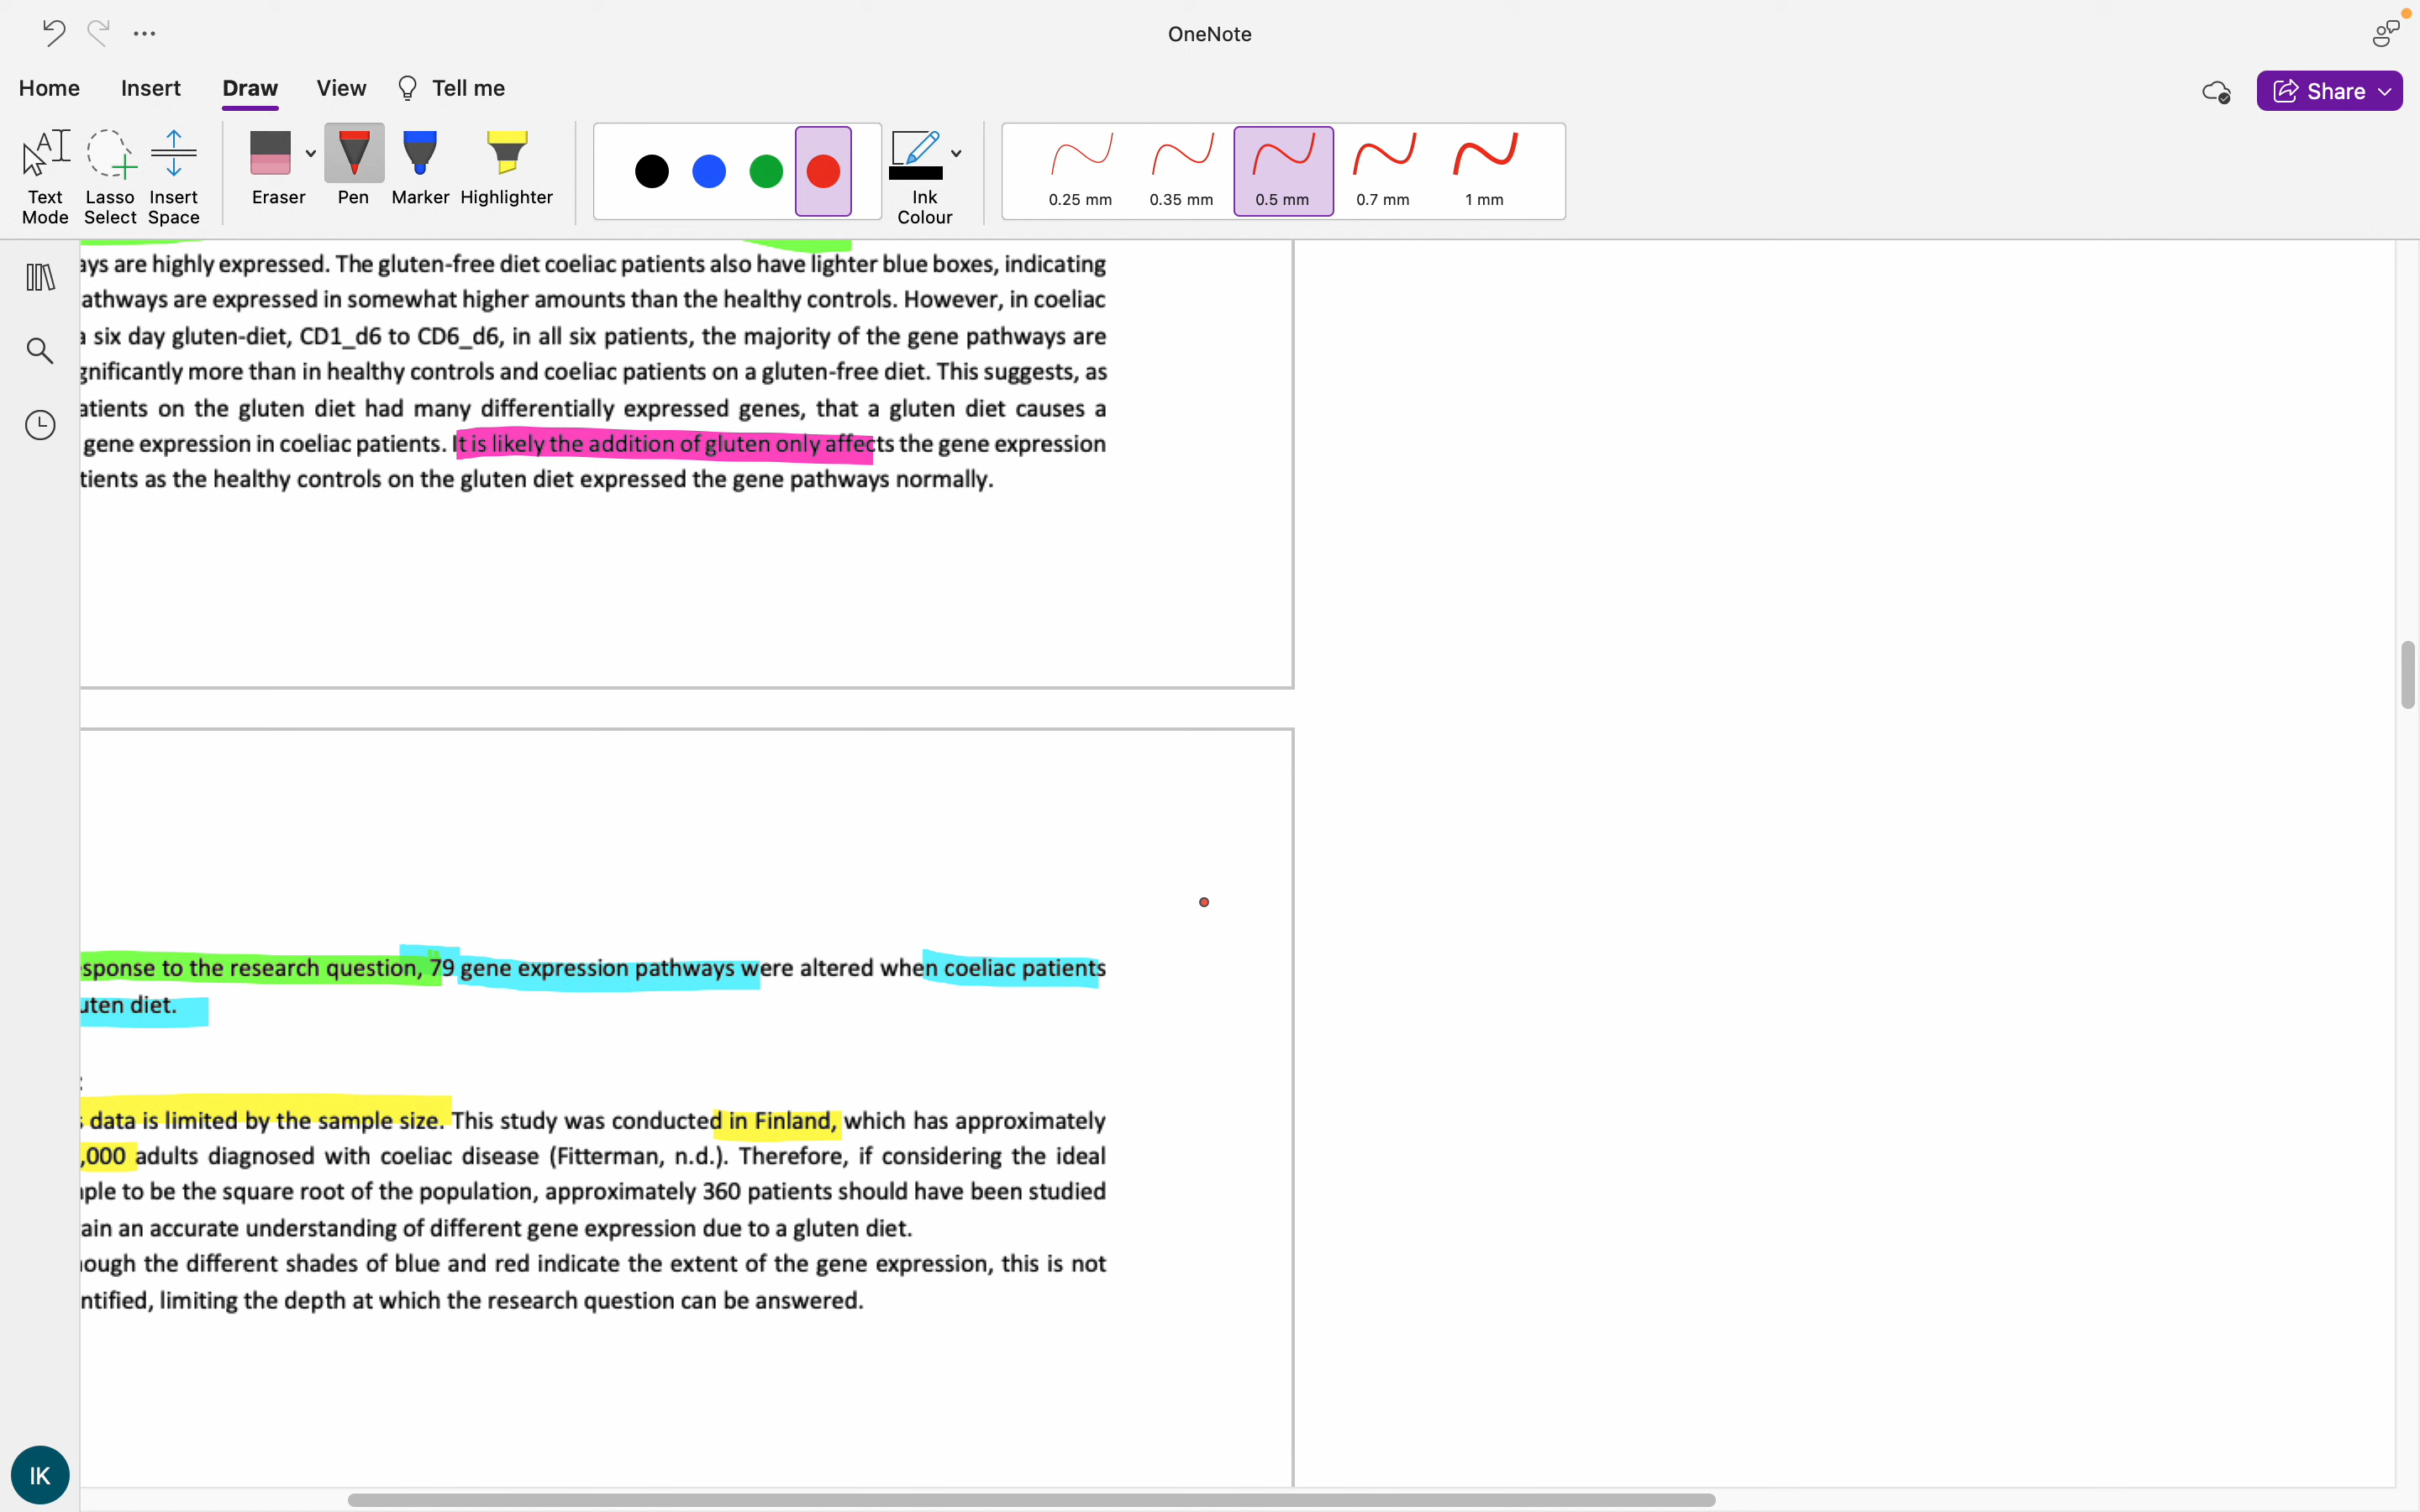 OneNote
Home Insert Draw View Tell me
Share
Text Mode
Lasso Select
Insert Space
Eraser
Pen
Marker
Highlighter
Ink Colour
0.25 mm
0.35 mm
0.5 mm
0.7 mm
1 mm
ays are highly expressed. The gluten-free diet coeliac patients also have lighter blue boxes, indicating
athways are expressed in somewhat higher amounts than the healthy controls. However, in coeliac
six day gluten-diet, CD1_d6 to CD6_d6, in all six patients, the majority of the gene pathways are
gnificantly more than in healthy controls and coeliac patients on a gluten-free diet. This suggests, as
atients on the gluten diet had many differentially expressed genes, that a gluten diet causes a
gene expression in coeliac patients. It is likely the addition of gluten only affects the gene expression
tients as the healthy controls on the gluten diet expressed the gene pathways normally.
sponse to the research question, 79 gene expression pathways were altered when coeliac patients
uten diet.
:
data is limited by the sample size. This study was conducted in Finland, which has approximately
,000 adults diagnosed with coeliac disease (Fitterman, n.d.). Therefore, if considering the ideal
ple to be the square root of the population, approximately 360 patients should have been studied
ain an accurate understanding of different gene expression due to a gluten diet.
ough the different shades of blue and red indicate the extent of the gene expression, this is not
ntified, limiting the depth at which the research question can be answered.
IK